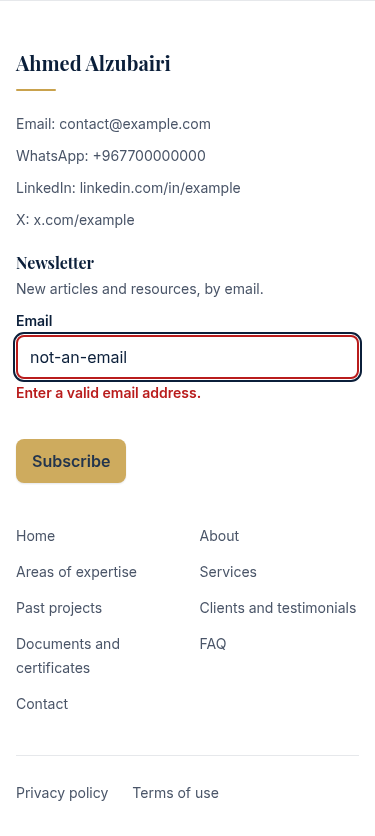 Ahmed Alzubairi
Email: contact@example.com
WhatsApp: +967700000000
LinkedIn: linkedin.com/in/example
X: x.com/example
Newsletter
New articles and resources, by email.
Email
not-an-email
Enter a valid email address.
Subscribe
Home
About
Areas of expertise
Services
Past projects
Clients and testimonials
Documents and
certificates
FAQ
Contact
Privacy policy
Terms of use